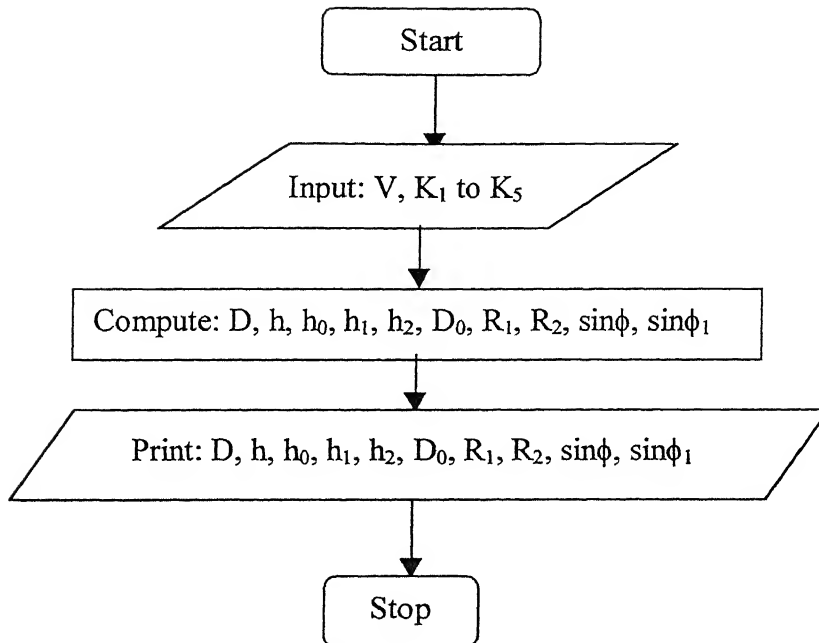 Start
Input: V, K₁ to K₅
Compute: D, h, h₀, h₁, h₂, D₀, R₁, R₂, sinϕ, sinϕ₁
Print: D, h, h₀, h₁, h₂, D₀, R₁, R₂, sinϕ, sinϕ₁
Stop